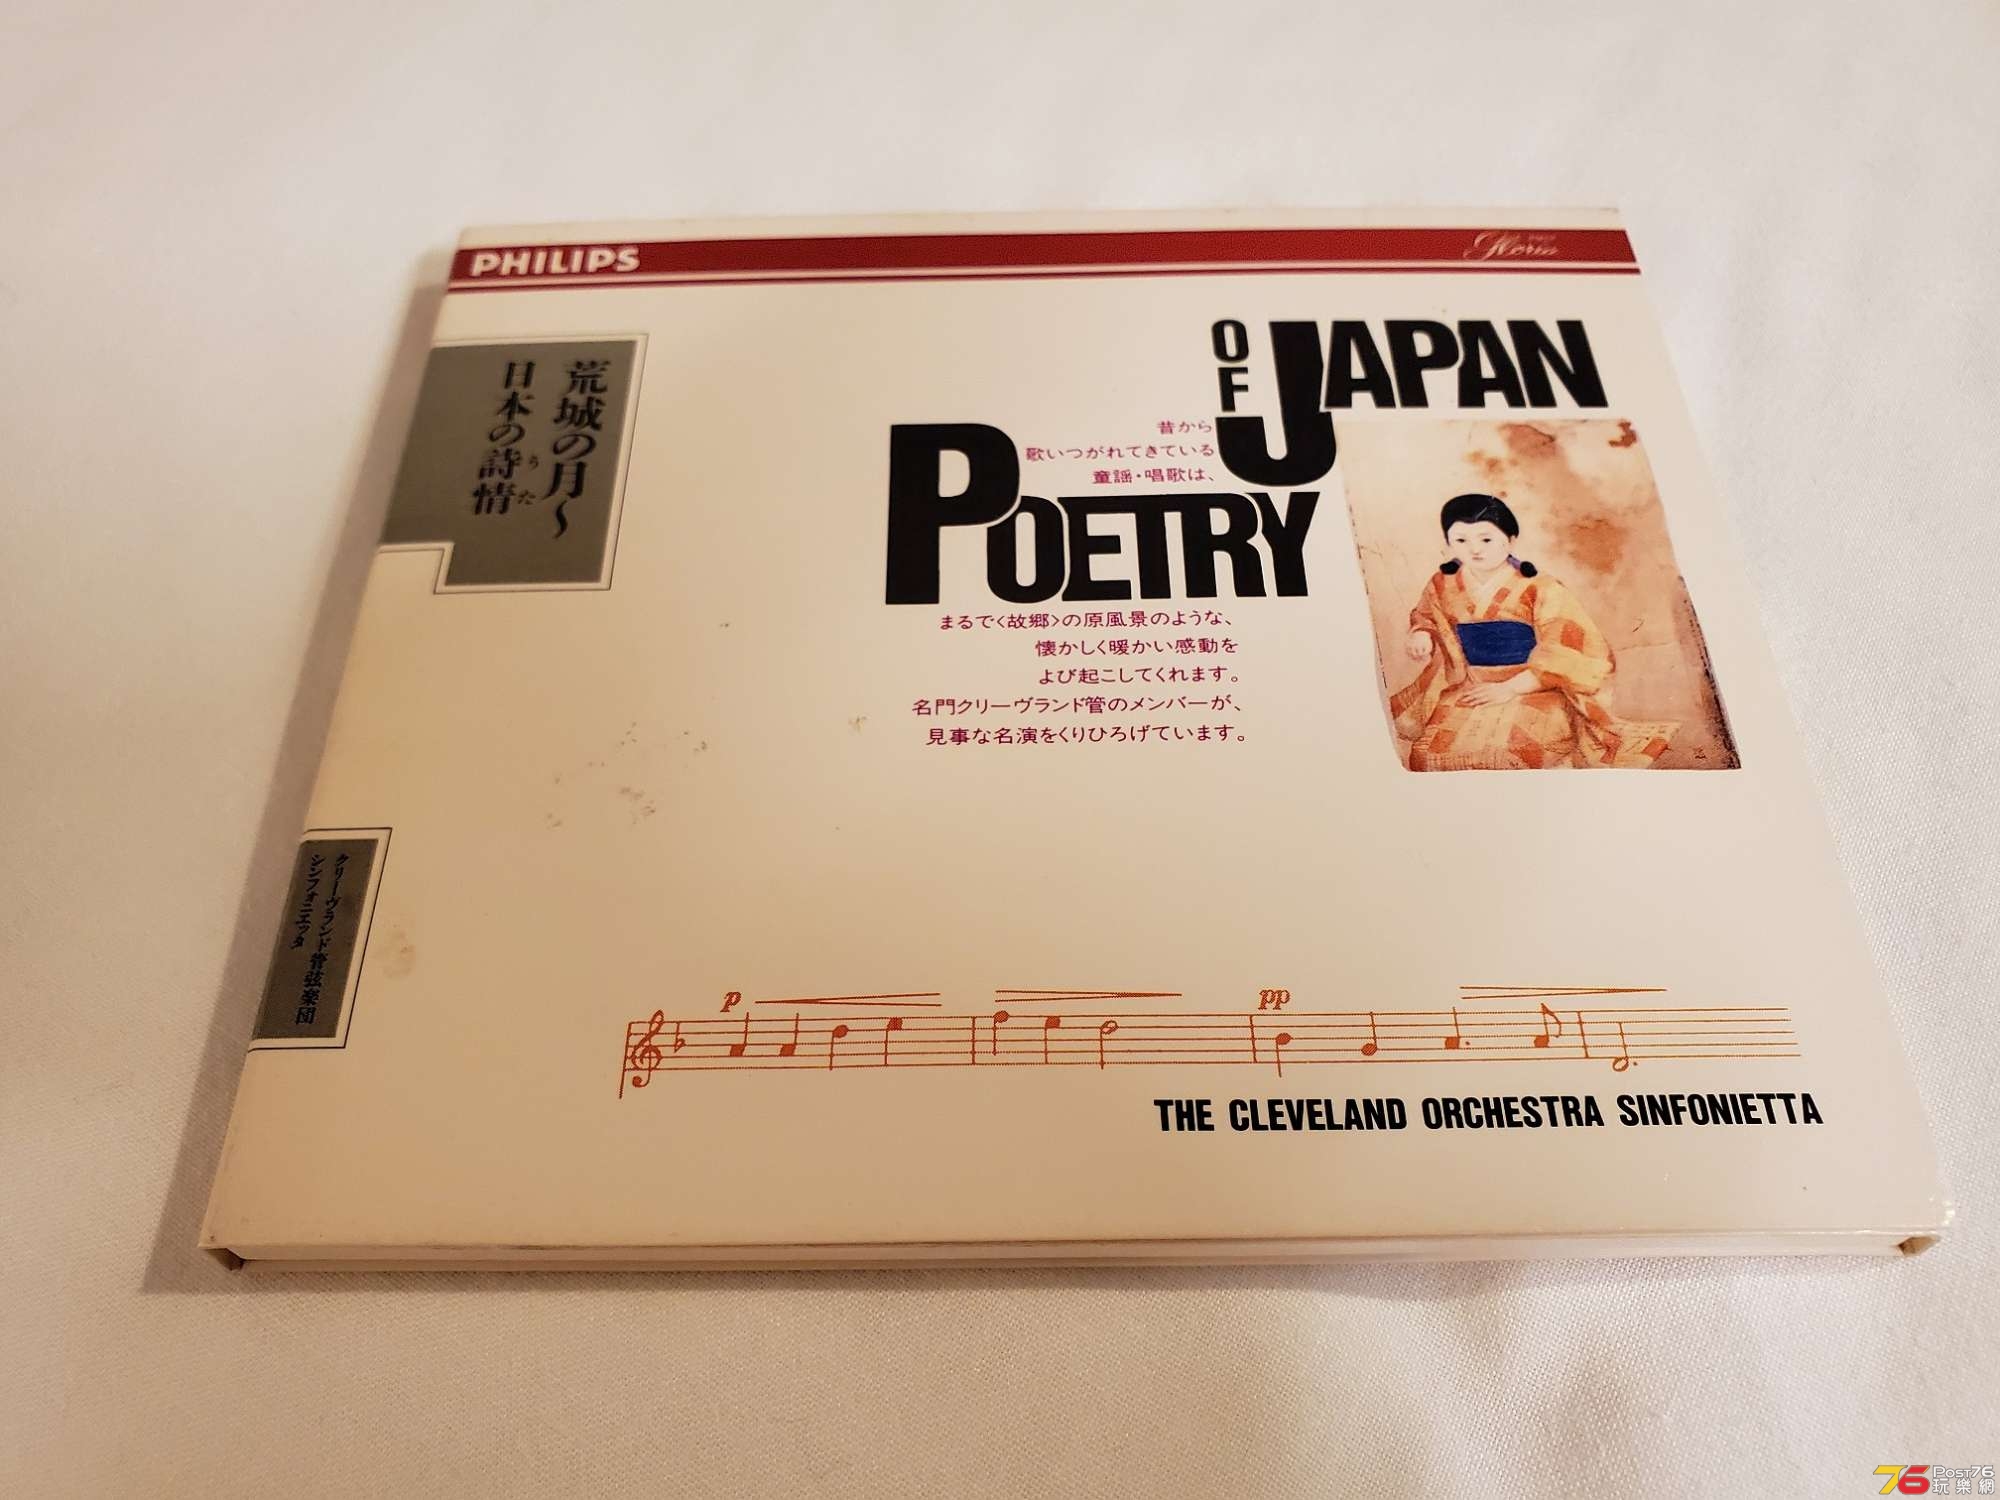 PHILIPS
Gloria
荒城の月～
日本の詩情
うた
OF
JAPAN
昔から
歌いつがれてきている
童謡・唱歌は、
POETRY
まるで〈故郷〉の原風景のような、
懐かしく暖かい感動を
よび起こしてくれます。
名門クリーヴランド管のメンバーが、
見事な名演をくりひろげています。
クリーヴランド管弦楽団
シンフォニエッタ
p
pp
THE CLEVELAND ORCHESTRA SINFONIETTA
76 POST76
玩樂網